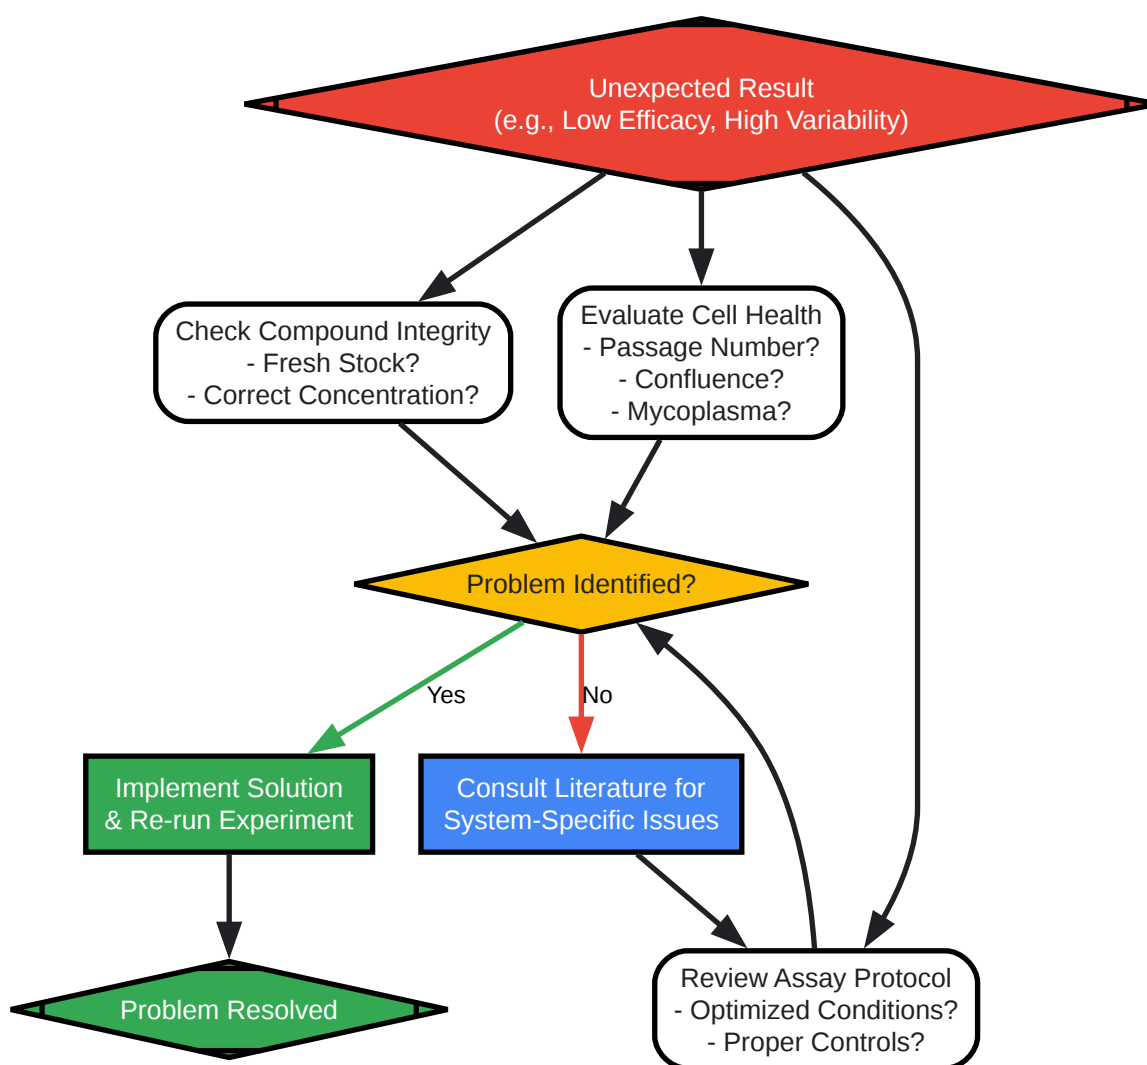 Unexpected Result
(e.g., Low Efficacy, High Variability)
Check Compound Integrity
- Fresh Stock?
- Correct Concentration?
Evaluate Cell Health
- Passage Number?
- Confluence?
- Mycoplasma?
Problem Identified?
Yes
No
Implement Solution
& Re-run Experiment
Consult Literature for
System-Specific Issues
Problem Resolved
Review Assay Protocol
- Optimized Conditions?
- Proper Controls?